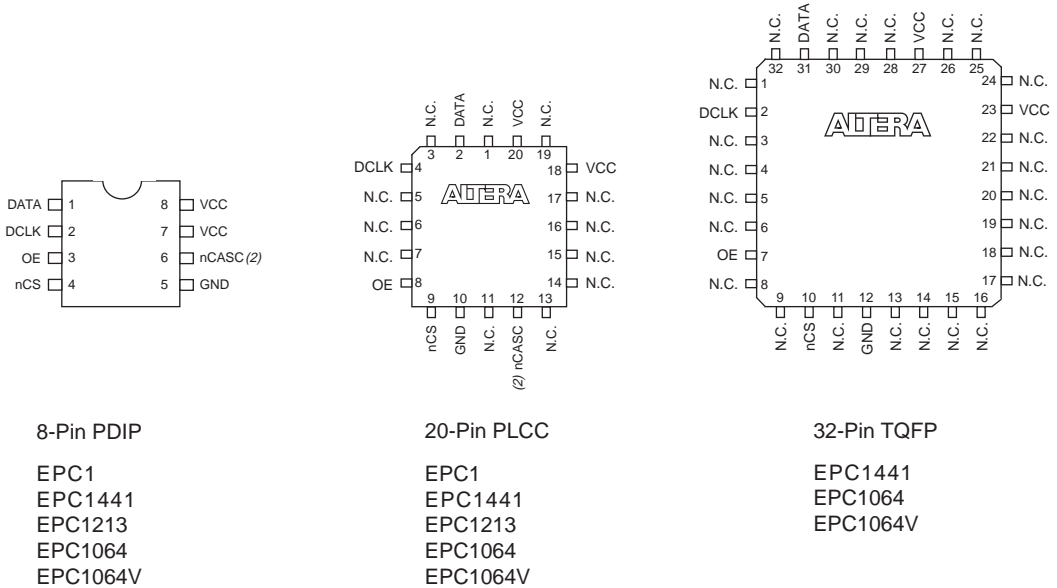 DATA 1
DCLK 2
OE 3
nCS 4
8 VCC
7 VCC
6 nCASC (2)
5 GND
8-Pin PDIP
EPC1
EPC1441
EPC1213
EPC1064
EPC1064V
N.C. DATA N.C. VCC N.C.
3 2 1 20 19
ALTERA
DCLK 4
N.C. 5
N.C. 6
N.C. 7
OE 8
18 VCC
17 N.C.
16 N.C.
15 N.C.
14 N.C.
9 10 11 12 13
nCS GND N.C. (2) nCASC N.C.
20-Pin PLCC
EPC1
EPC1441
EPC1213
EPC1064
EPC1064V
N.C. DATA N.C. N.C. N.C. VCC N.C. N.C.
32 31 30 29 28 27 26 25
ALTERA
N.C. 1
DCLK 2
N.C. 3
N.C. 4
N.C. 5
N.C. 6
OE 7
N.C. 8
24 N.C.
23 VCC
22 N.C.
21 N.C.
20 N.C.
19 N.C.
18 N.C.
17 N.C.
9 10 11 12 13 14 15 16
N.C. nCS N.C. GND N.C. N.C. N.C. N.C.
32-Pin TQFP
EPC1441
EPC1064
EPC1064V